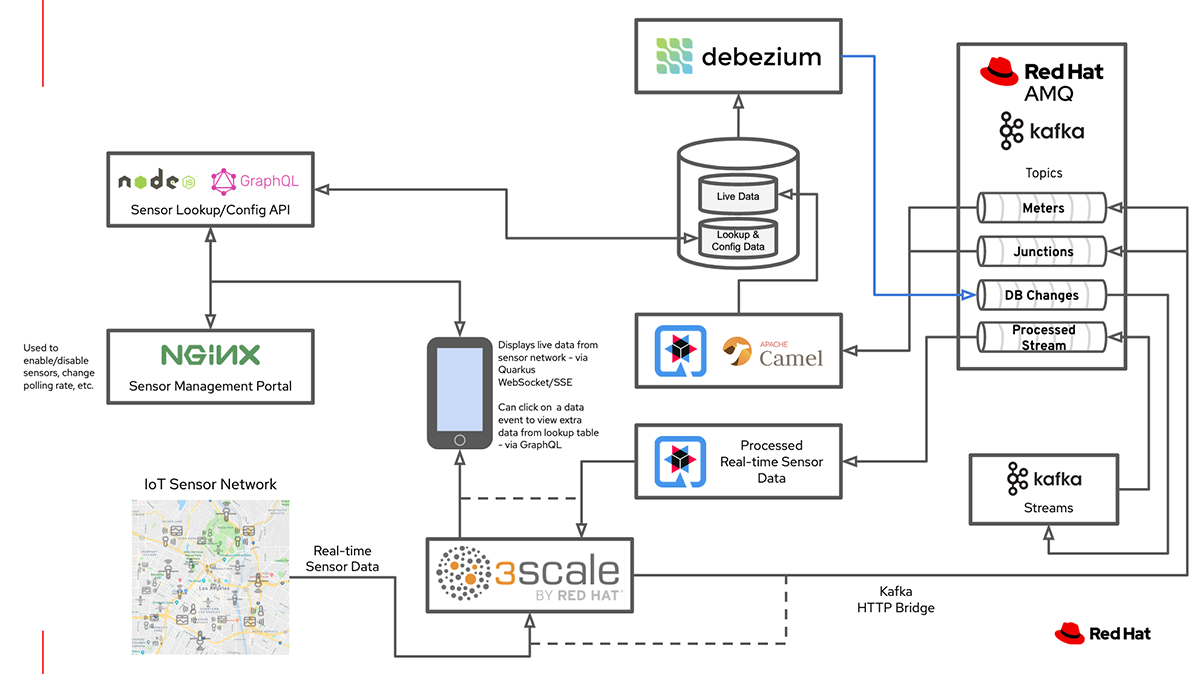 debezium
Red Hat
AMQ
kafka
Topics
Meters
Junctions
DB Changes
Processed
Stream
node JS
GraphQL
Sensor Lookup/Config API
Live Data
Lookup &
Config Data
Used to
enable/disable
sensors, change
polling rate, etc.
NGINX
Sensor Management Portal
Displays live data from
sensor network - via
Quarkus
WebSocket/SSE
Can click on a data
event to view extra
data from lookup table
- via GraphQL
APACHE
Camel
Processed
Real-time Sensor
Data
kafka
Streams
IoT Sensor Network
Los Angeles
Real-time
Sensor Data
3scale
BY RED HAT
Kafka
HTTP Bridge
Red Hat